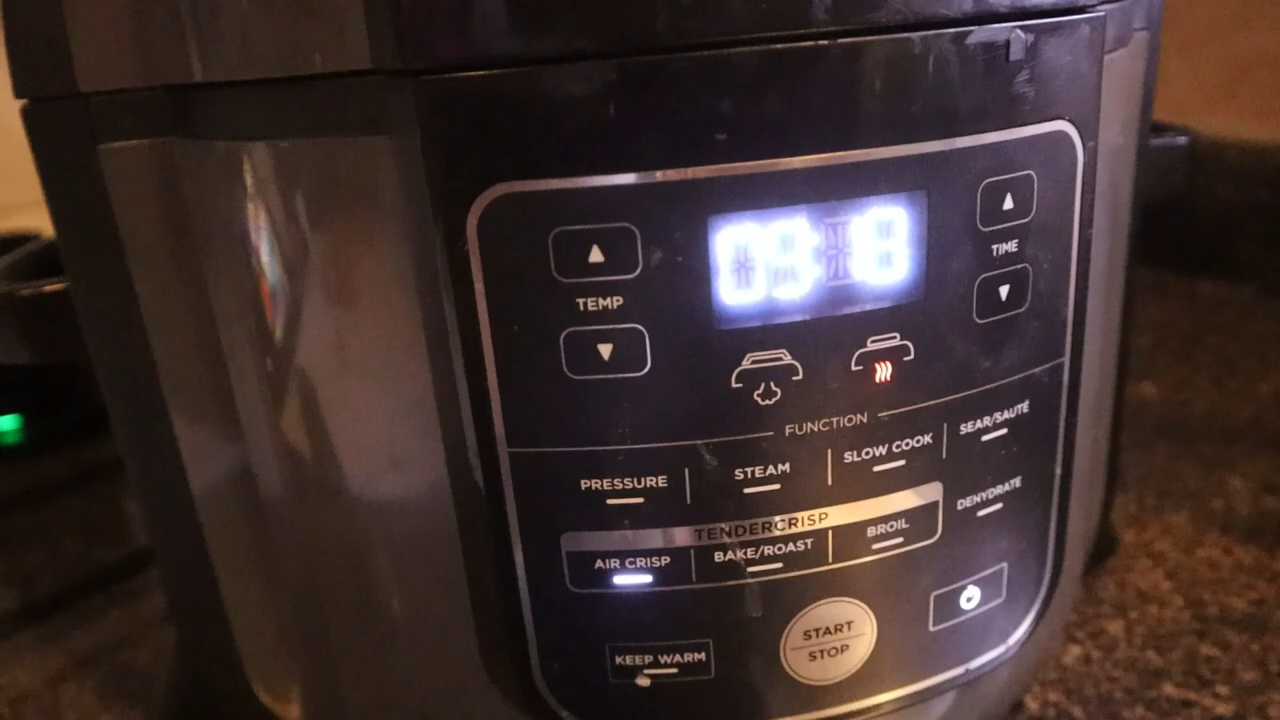 TEMP
TIME
FUNCTION
PRESSURE
STEAM
SLOW COOK
SEAR/SAUTÉ
DEHYDRATE
TENDERCRISP
AIR CRISP
BAKE/ROAST
BROIL
KEEP WARM
START
STOP